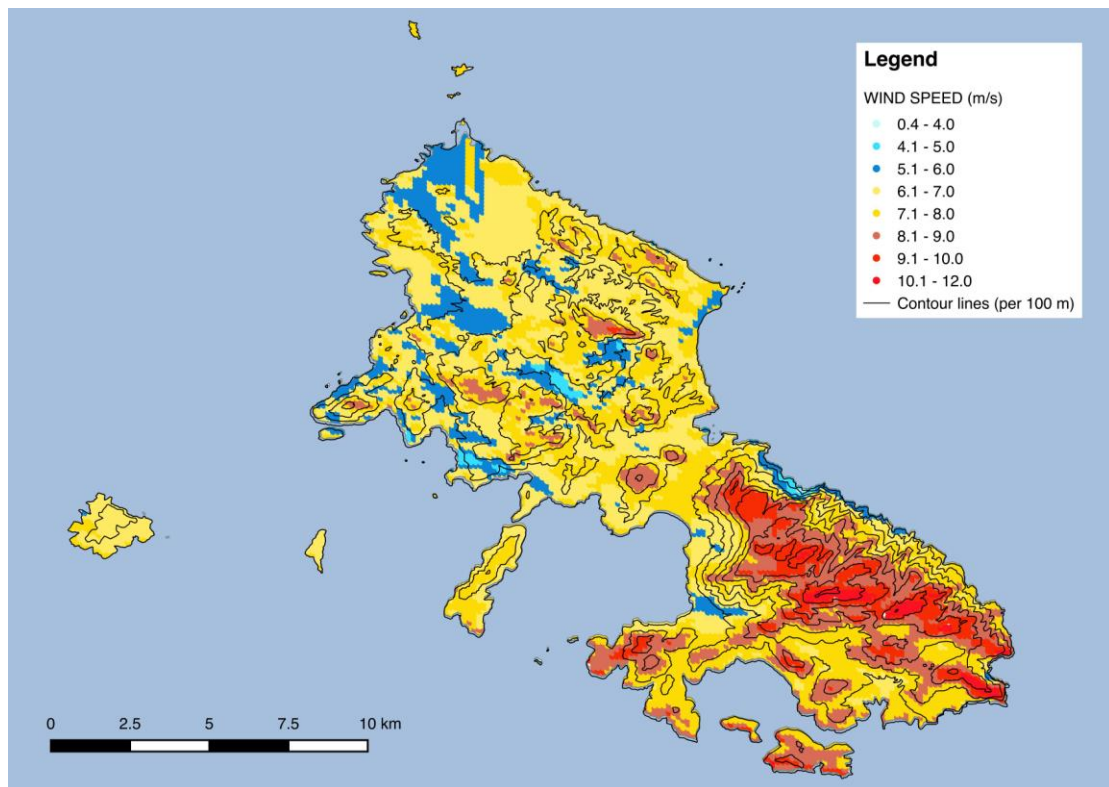 Legend
WIND SPEED (m/s)
0.4 - 4.0
4.1 - 5.0
5.1 - 6.0
6.1 - 7.0
7.1 - 8.0
8.1 - 9.0
9.1 - 10.0
10.1 - 12.0
Contour lines (per 100 m)
0 2.5 5 7.5 10 km